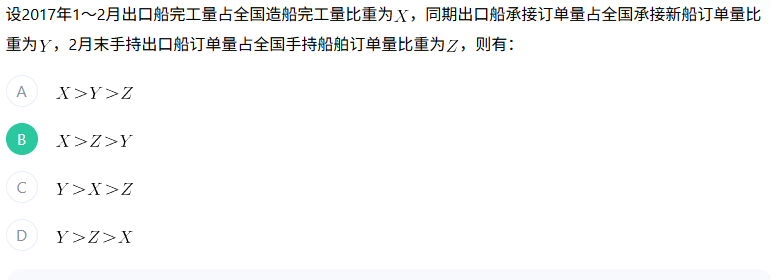 设2017年1～2月出口船完工量占全国造船完工量比重为X，同期出口船承接订单量占全国承接新船订单量比
重为Y，2月末手持出口船订单量占全国手持船舶订单量比重为Z，则有：
A X>Y>Z
B X>Z>Y
C Y>X>Z
D Y>Z>X